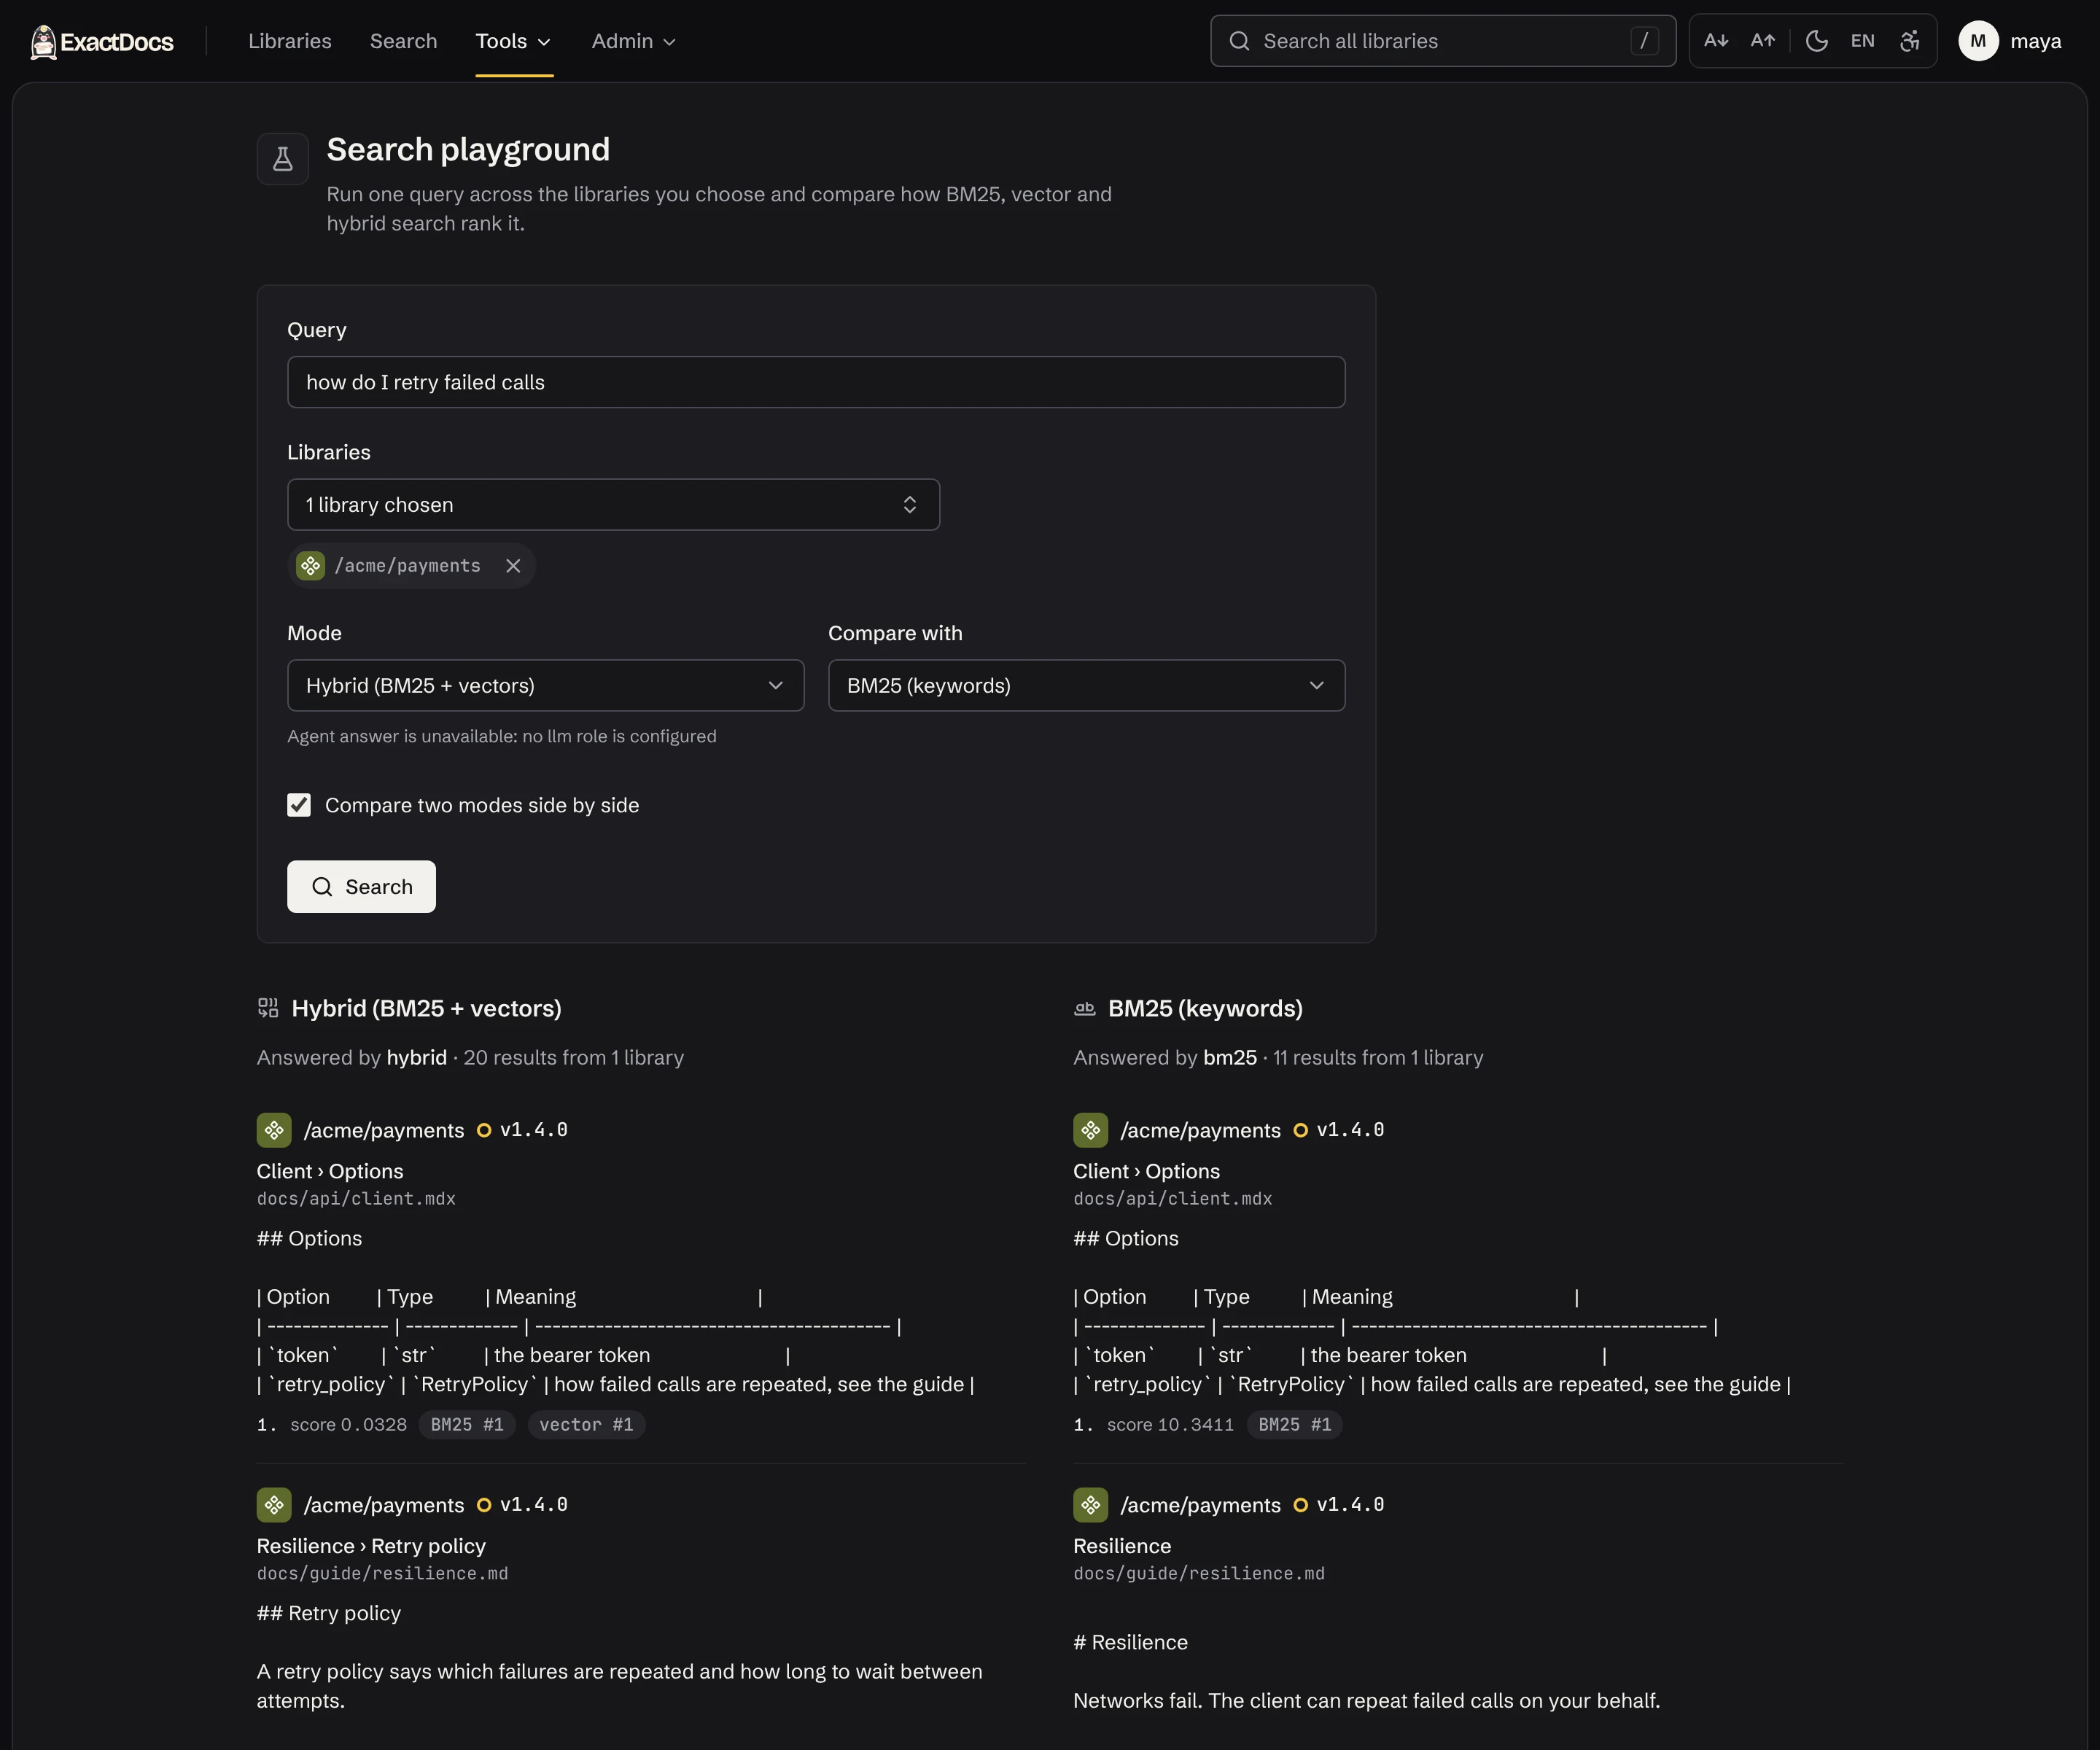 ExactDocs
Libraries
Search
Tools
Admin
Search all libraries
/
A↓
A↑
EN
M
maya
Search playground
Run one query across the libraries you choose and compare how BM25, vector and
hybrid search rank it.
Query
how do I retry failed calls
Libraries
1 library chosen
/acme/payments
Mode
Compare with
Hybrid (BM25 + vectors)
BM25 (keywords)
Agent answer is unavailable: no llm role is configured
Compare two modes side by side
Search
Hybrid (BM25 + vectors)
Answered by hybrid · 20 results from 1 library
/acme/payments v1.4.0
Client › Options
docs/api/client.mdx
## Options
| Option | Type | Meaning |
| -------------- | ------------- | ----------------------------------------- |
| `token` | `str` | the bearer token |
| `retry_policy` | `RetryPolicy` | how failed calls are repeated, see the guide |
1. score 0.0328 BM25 #1 vector #1
/acme/payments v1.4.0
Resilience › Retry policy
docs/guide/resilience.md
## Retry policy
A retry policy says which failures are repeated and how long to wait between
attempts.
ab
BM25 (keywords)
Answered by bm25 · 11 results from 1 library
/acme/payments v1.4.0
Client › Options
docs/api/client.mdx
## Options
| Option | Type | Meaning |
| -------------- | ------------- | ----------------------------------------- |
| `token` | `str` | the bearer token |
| `retry_policy` | `RetryPolicy` | how failed calls are repeated, see the guide |
1. score 10.3411 BM25 #1
/acme/payments v1.4.0
Resilience
docs/guide/resilience.md
# Resilience
Networks fail. The client can repeat failed calls on your behalf.